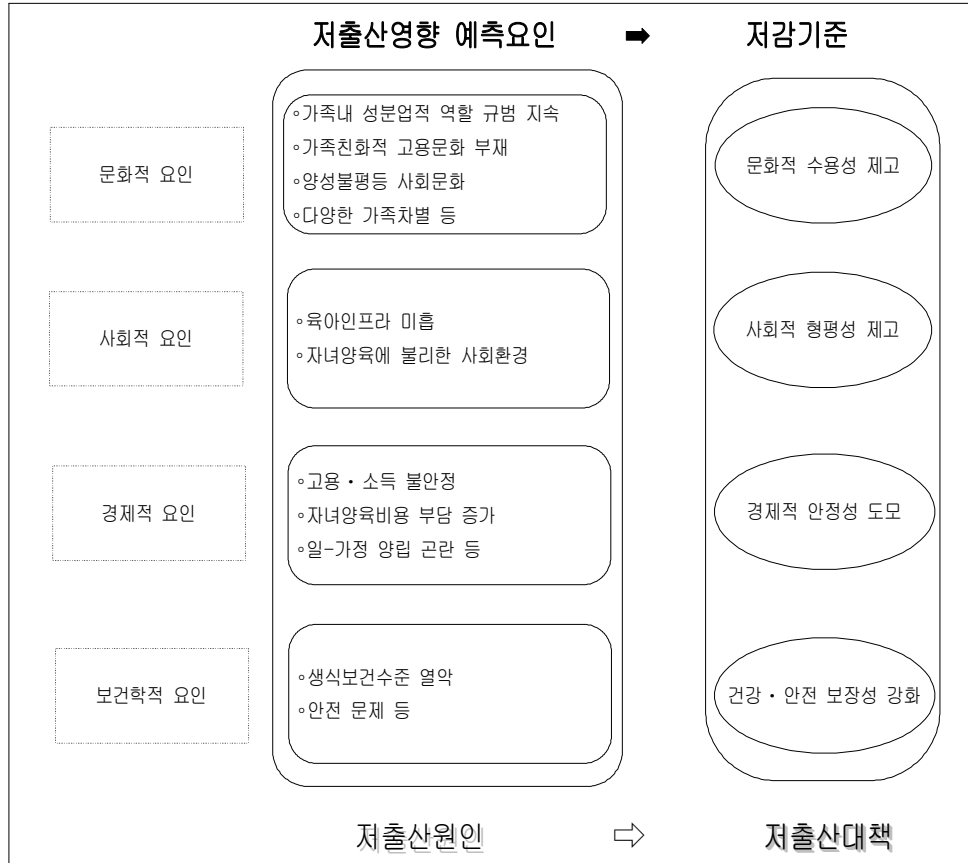 저출산영향 예측요인 ➡ 저감기준
문화적 요인
∘가족내 성분업적 역할 규범 지속
∘가족친화적 고용문화 부재
∘양성불평등 사회문화
∘다양한 가족차별 등
문화적 수용성 제고
사회적 요인
∘육아인프라 미흡
∘자녀양육에 불리한 사회환경
사회적 형평성 제고
경제적 요인
∘고용・소득 불안정
∘자녀양육비용 부담 증가
∘일-가정 양립 곤란 등
경제적 안정성 도모
보건학적 요인
∘생식보건수준 열악
∘안전 문제 등
건강・안전 보장성 강화
저출산원인 ⇨ 저출산대책